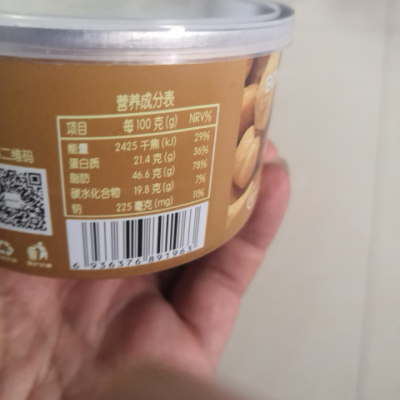 营养成分表
项目 每100克(g) NRV%
能量 2425千焦(kJ) 29%
蛋白质 21.4克(g) 36%
脂肪 46.6克(g) 78%
碳水化合物 19.8克(g) 7%
钠 225毫克(mg) 11%
二维码
6 936376 891961